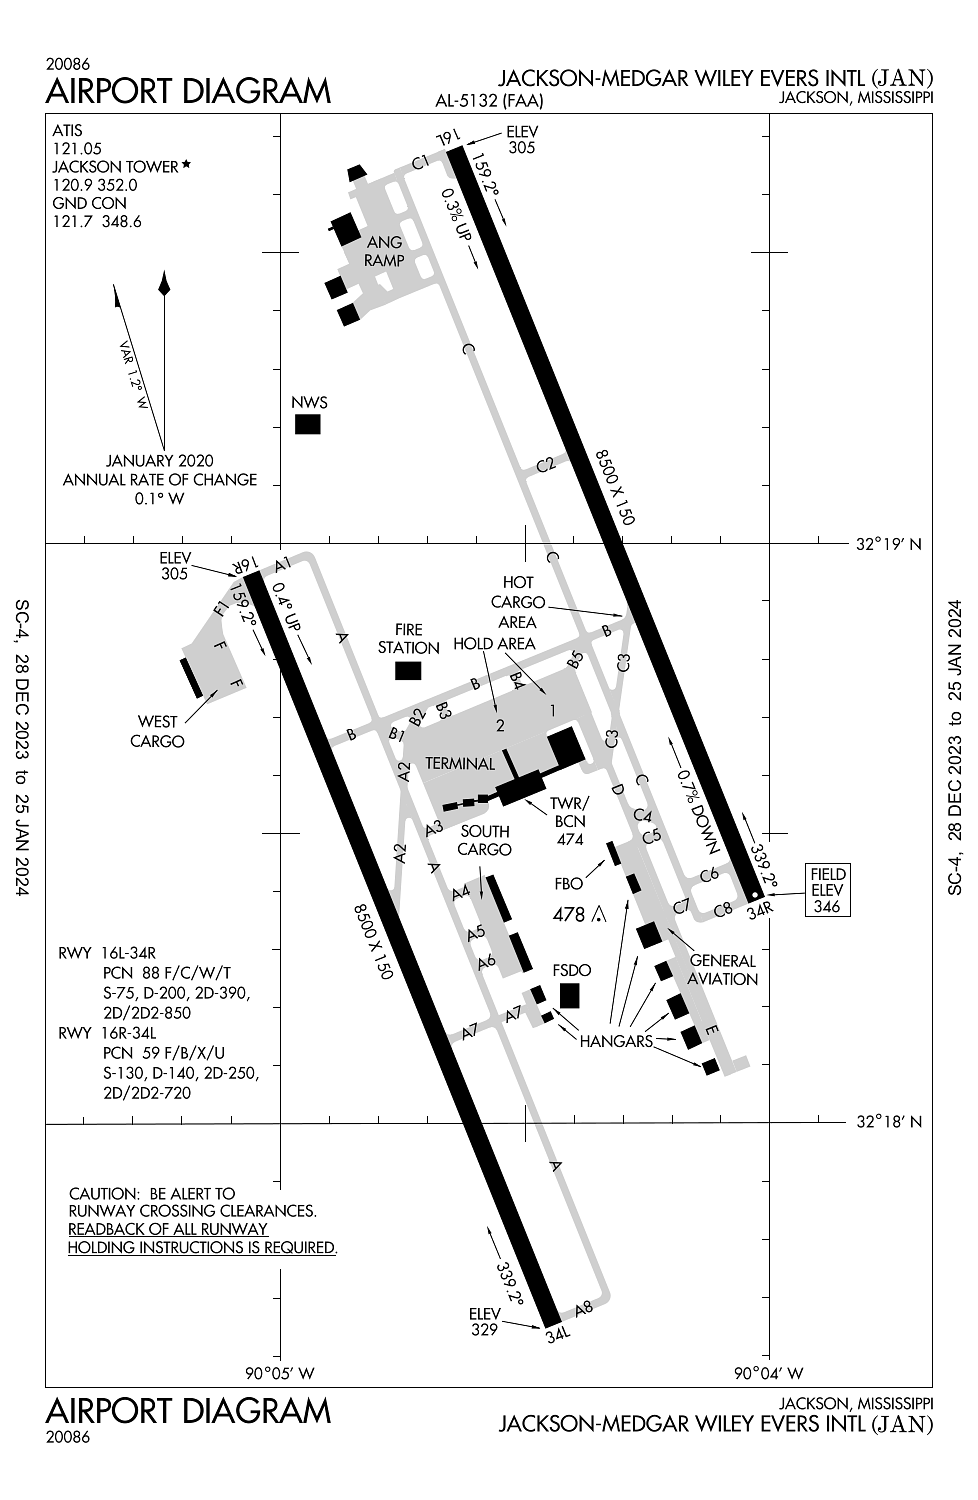 20086
AIRPORT DIAGRAM
AL-5132 (FAA)
JACKSON-MEDGAR WILEY EVERS INTL (JAN)
JACKSON, MISSISSIPPI
ATIS
121.05
JACKSON TOWER★
120.9 352.0
GND CON
121.7 348.6
VAR 1.2° W
JANUARY 2020
ANNUAL RATE OF CHANGE
0.1° W
16L
ELEV
305
159.2°
0.3% UP
C1
ANG
RAMP
C
NWS
C2
8500 X 150
C
32°19' N
ELEV
305
16R
A1
159.2°
0.4° UP
F1
F
F
WEST
CARGO
A
FIRE
STATION
HOT
CARGO
AREA
HOLD AREA
B
B5
C3
B
B4
B3
B2
B1
B
1
2
C3
A2
TERMINAL
D
C
0.7% DOWN
TWR/
BCN
474
C4
C5
A3
SOUTH
CARGO
A2
A
339.2°
C6
FBO
FIELD
ELEV
346
A4
478
C7
C8
34R
8500 X 150
A5
A6
FSDO
GENERAL
AVIATION
A7
A7
HANGARS
E
RWY 16L-34R
PCN 88 F/C/W/T
S-75, D-200, 2D-390,
2D/2D2-850
RWY 16R-34L
PCN 59 F/B/X/U
S-130, D-140, 2D-250,
2D/2D2-720
32°18' N
A
CAUTION: BE ALERT TO
RUNWAY CROSSING CLEARANCES.
READBACK OF ALL RUNWAY
HOLDING INSTRUCTIONS IS REQUIRED.
339.2°
A8
ELEV
329
34L
90°05' W
90°04' W
SC-4, 28 DEC 2023 to 25 JAN 2024
SC-4, 28 DEC 2023 to 25 JAN 2024
AIRPORT DIAGRAM
20086
JACKSON, MISSISSIPPI
JACKSON-MEDGAR WILEY EVERS INTL (JAN)